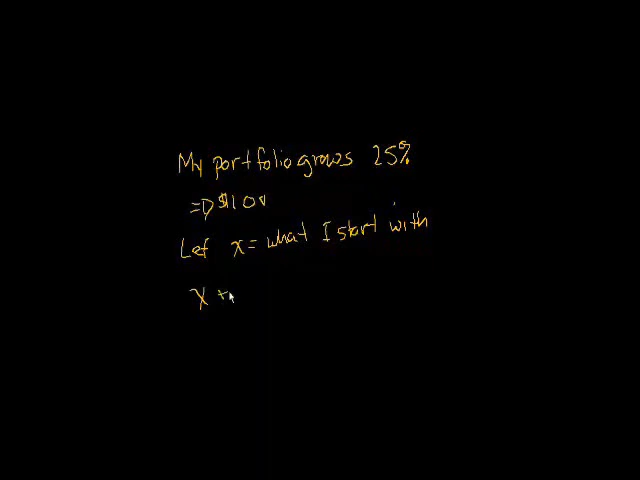 My portfolio grows 25%
=> $100
Let x = what I start with
x +